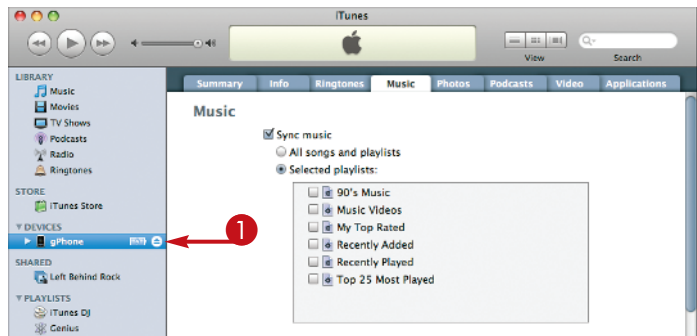 iTunes
View
Search
LIBRARY
Music
Movies
TV Shows
Podcasts
Radio
Ringtones
STORE
iTunes Store
DEVICES
gPhone
SHARED
Left Behind Rock
PLAYLISTS
iTunes DJ
Genius
Summary Info Ringtones Music Photos Podcasts Video Applications
Music
Sync music
All songs and playlists
Selected playlists:
90's Music
Music Videos
My Top Rated
Recently Added
Recently Played
Top 25 Most Played
1